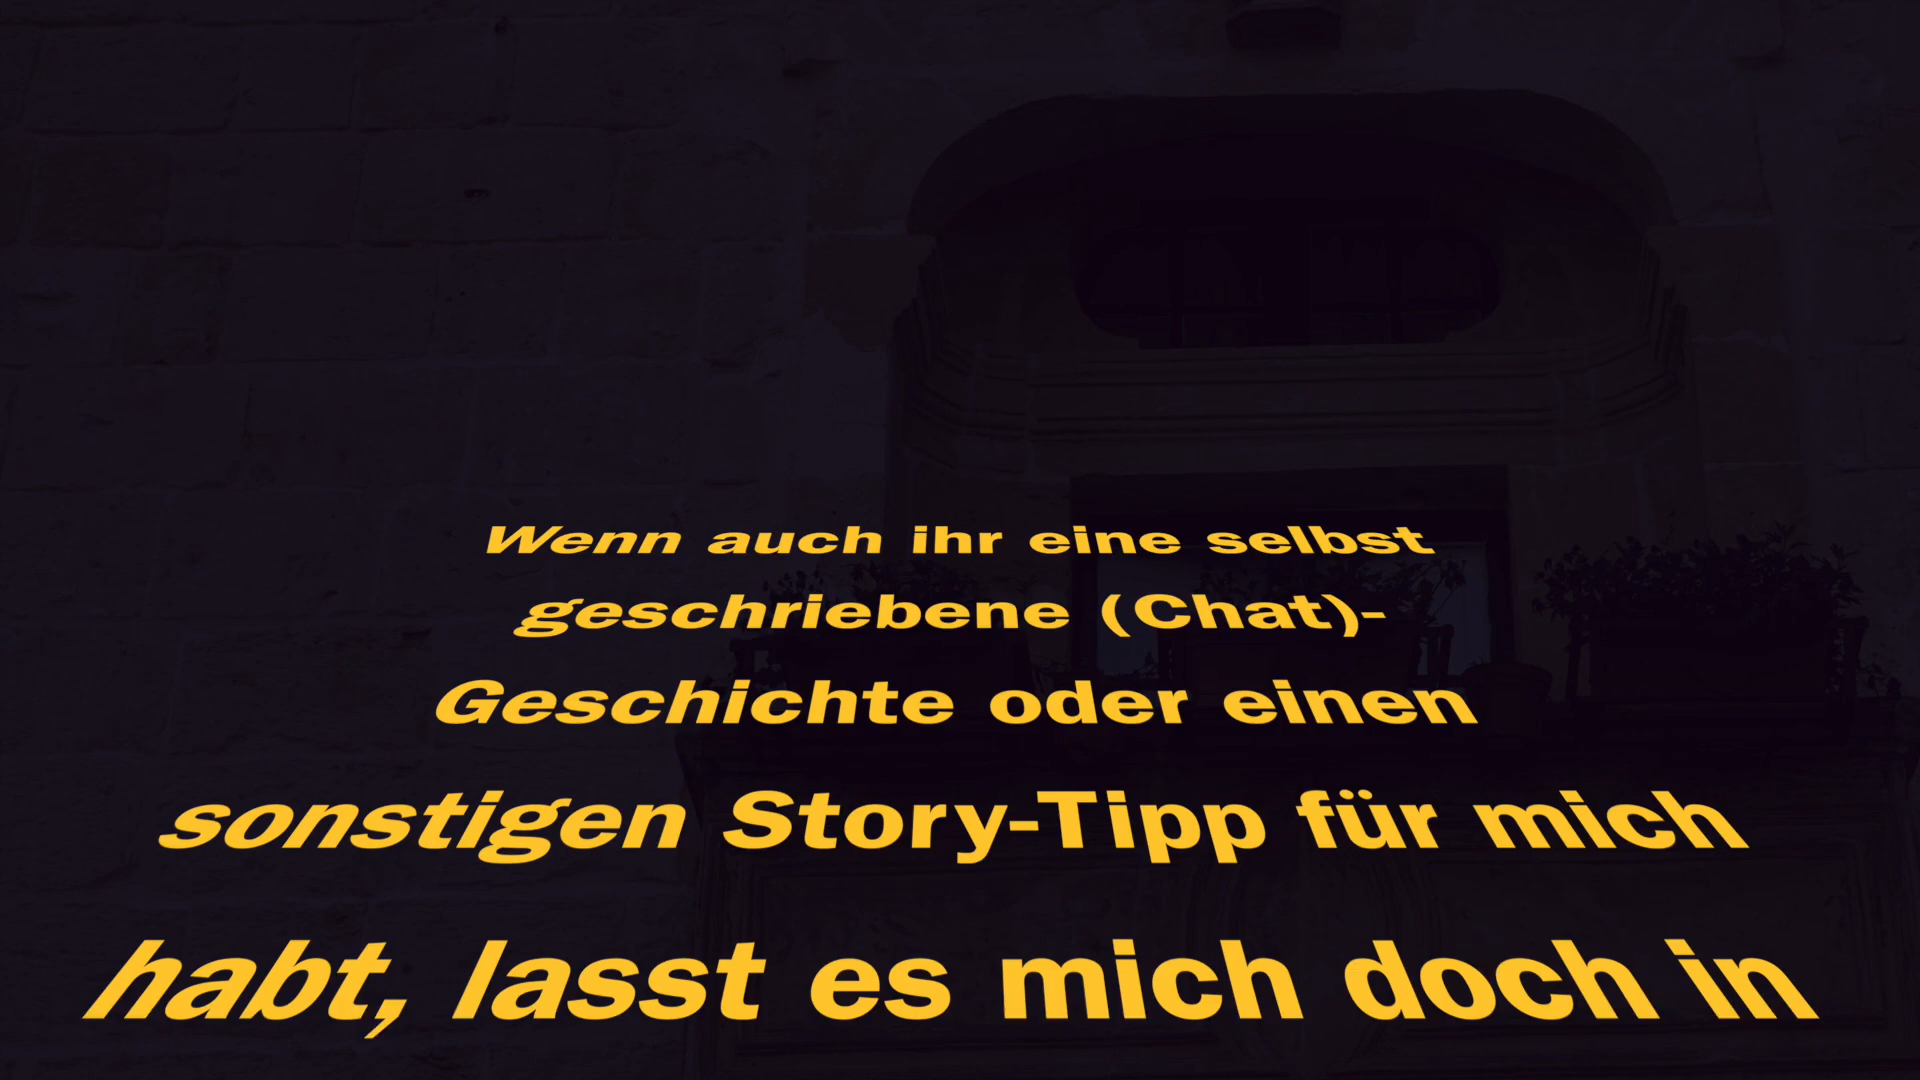 Wenn auch ihr eine selbst
geschriebene (Chat)-
Geschichte oder einen
sonstigen Story-Tipp für mich
habt, lasst es mich doch in